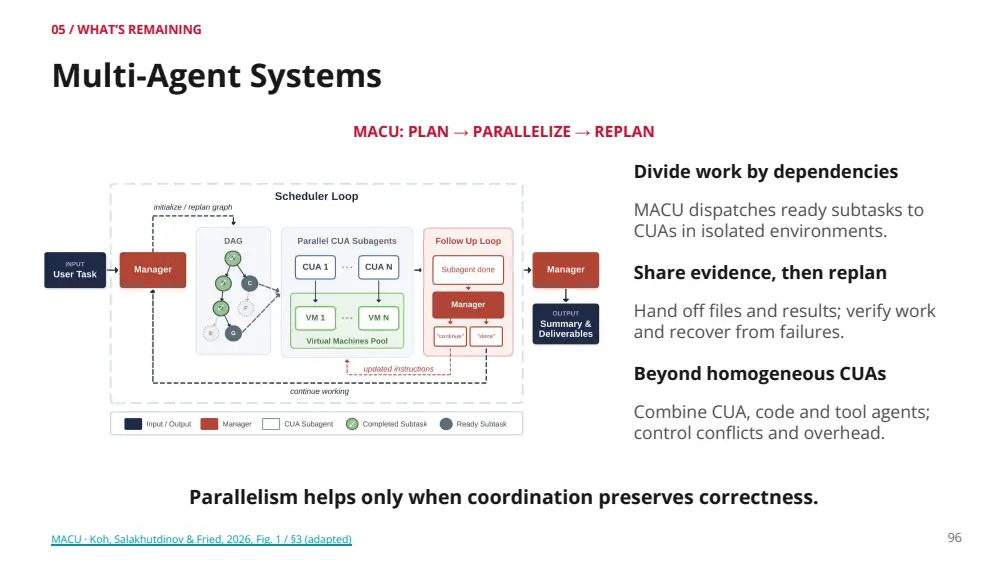 05 / WHAT'S REMAINING
Multi-Agent Systems
MACU: PLAN → PARALLELIZE → REPLAN
Scheduler Loop
initialize / replan graph
INPUT
User Task
Manager
DAG
C
F
E
G
Parallel CUA Subagents
CUA 1
CUA N
VM 1
VM N
Virtual Machines Pool
Follow Up Loop
Subagent done
Manager
"continue"
"done"
updated instructions
continue working
Manager
OUTPUT
Summary &
Deliverables
Input / Output
Manager
CUA Subagent
Completed Subtask
Ready Subtask
Divide work by dependencies
MACU dispatches ready subtasks to
CUAs in isolated environments.
Share evidence, then replan
Hand off files and results; verify work
and recover from failures.
Beyond homogeneous CUAs
Combine CUA, code and tool agents;
control conflicts and overhead.
Parallelism helps only when coordination preserves correctness.
MACU · Koh, Salakhutdinov & Fried, 2026, Fig. 1 / §3 (adapted)
96